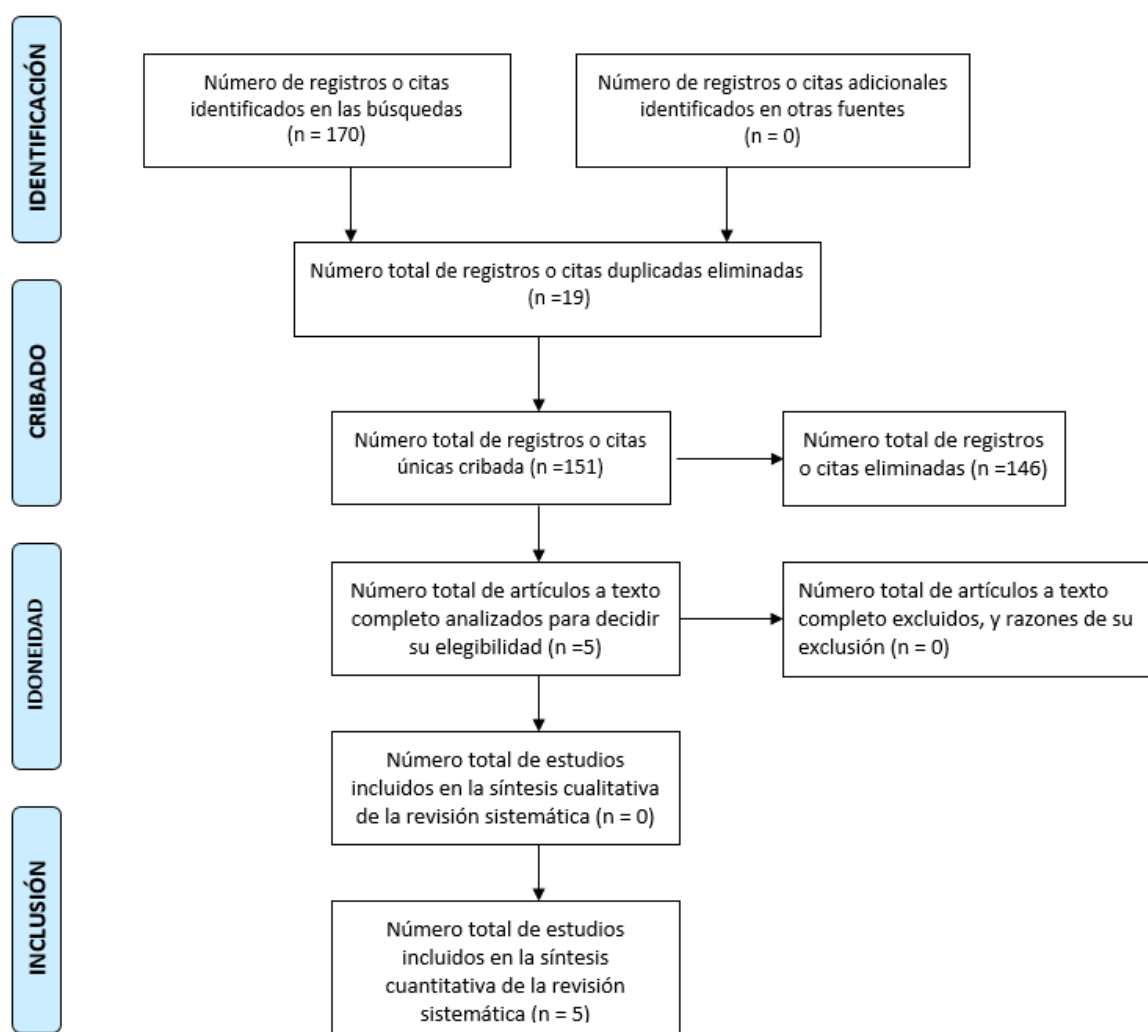 IDENTIFICACIÓN
Número de registros o citas
identificados en las búsquedas
(n = 170)
Número de registros o citas adicionales
identificados en otras fuentes
(n = 0)
Número total de registros o citas duplicadas eliminadas
(n =19)
CRIBADO
Número total de registros o citas
únicas cribada (n =151)
Número total de registros
o citas eliminadas (n =146)
IDONEIDAD
Número total de artículos a texto
completo analizados para decidir
su elegibilidad (n =5)
Número total de artículos a texto
completo excluidos, y razones de su
exclusión (n = 0)
Número total de estudios
incluidos en la síntesis cualitativa
de la revisión sistemática (n = 0)
INCLUSIÓN
Número total de estudios
incluidos en la síntesis
cuantitativa de la revisión
sistemática (n = 5)